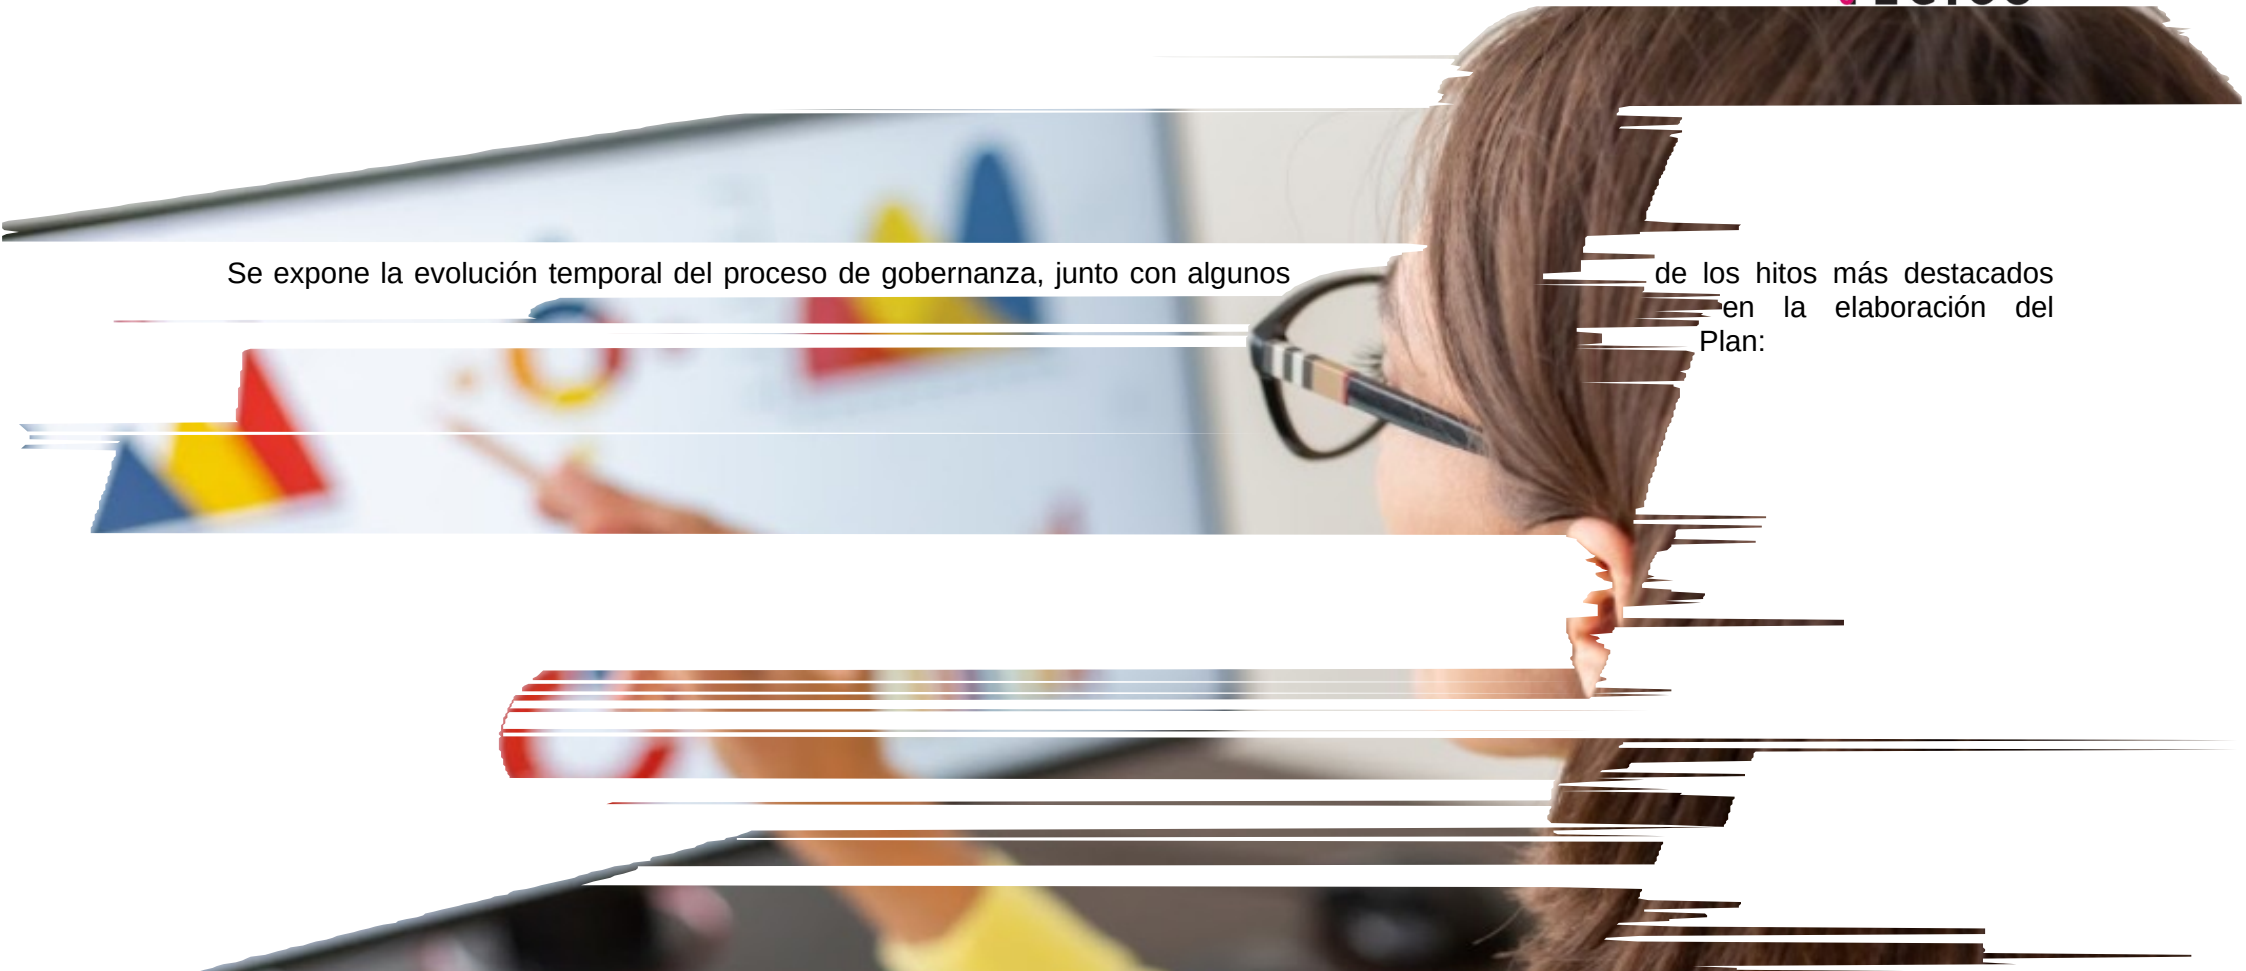 Se expone la evolución temporal del proceso de gobernanza, junto con algunos de los hitos más destacados
en la elaboración del
Plan: